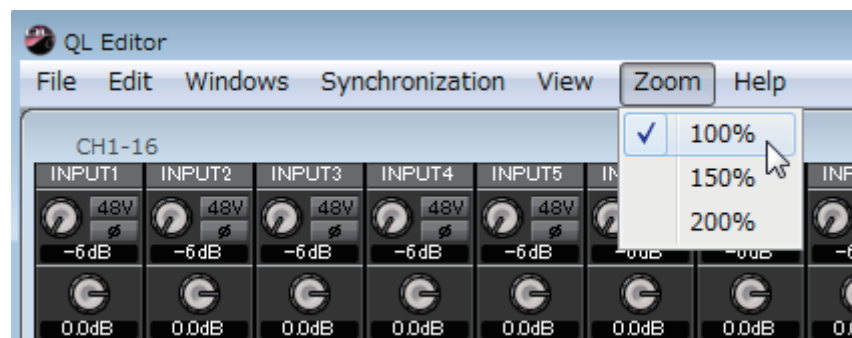 QL Editor
File Edit Windows Synchronization View Zoom Help
CH1-16
100%
150%
200%
INPUT1 INPUT2 INPUT3 INPUT4 INPUT5
48V 48V 48V 48V 48V
ø ø ø ø ø
-6dB -6dB -6dB -6dB -6dB
0.0dB 0.0dB 0.0dB 0.0dB 0.0dB 0.0dB 0.0dB